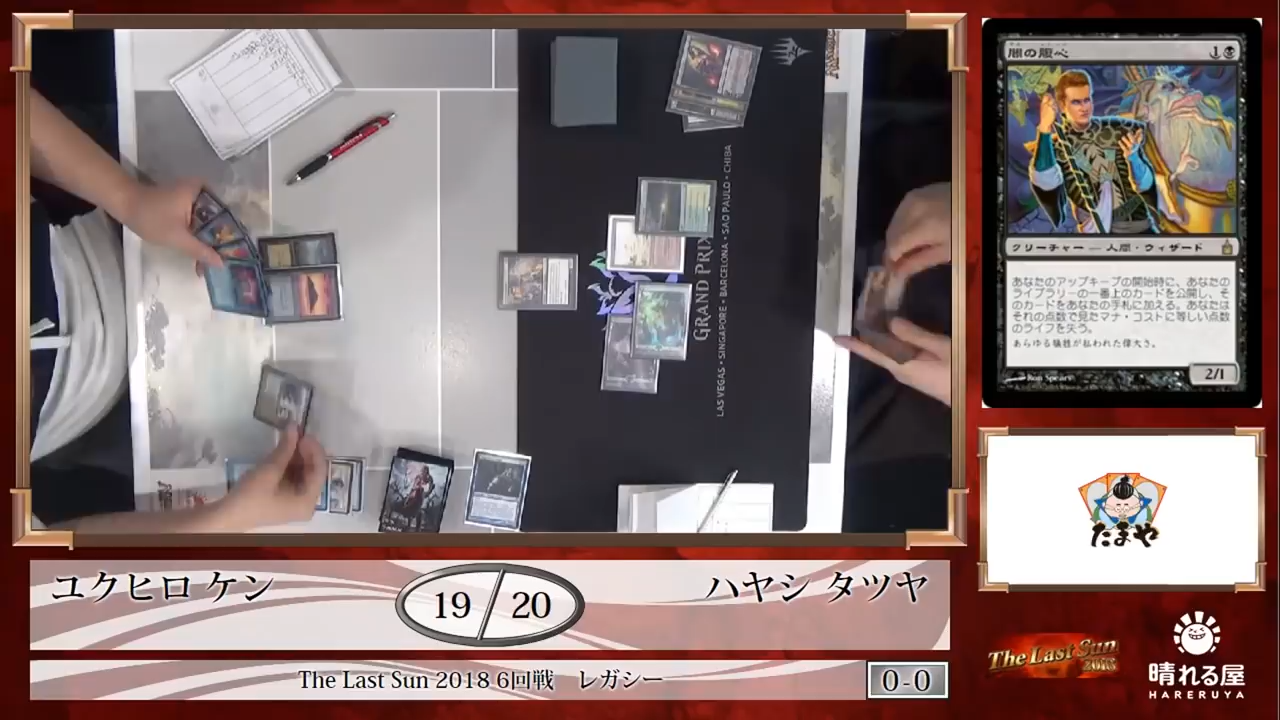 GRAND PRIX
LAS VEGAS • SINGAPORE • BARCELONA • SAO PAULO • CHIBA
闇の腹心
クリーチャー — 人間・ウィザード
あなたのアップキープの開始時に、あなたの
ライブラリーの一番上のカードを公開し、そ
のカードをあなたの手札に加える。あなたは
それの点数で見たマナ・コストに等しい点数
のライフを失う。
あらゆる犠牲が払われた偉大さ。
Ron Spears
2/1
たまや
ユクヒロ ケン
19/20
ハヤシ タツヤ
The Last Sun 2018 6回戦 レガシー
0-0
The Last Sun
2018
晴れる屋
HARERUYA